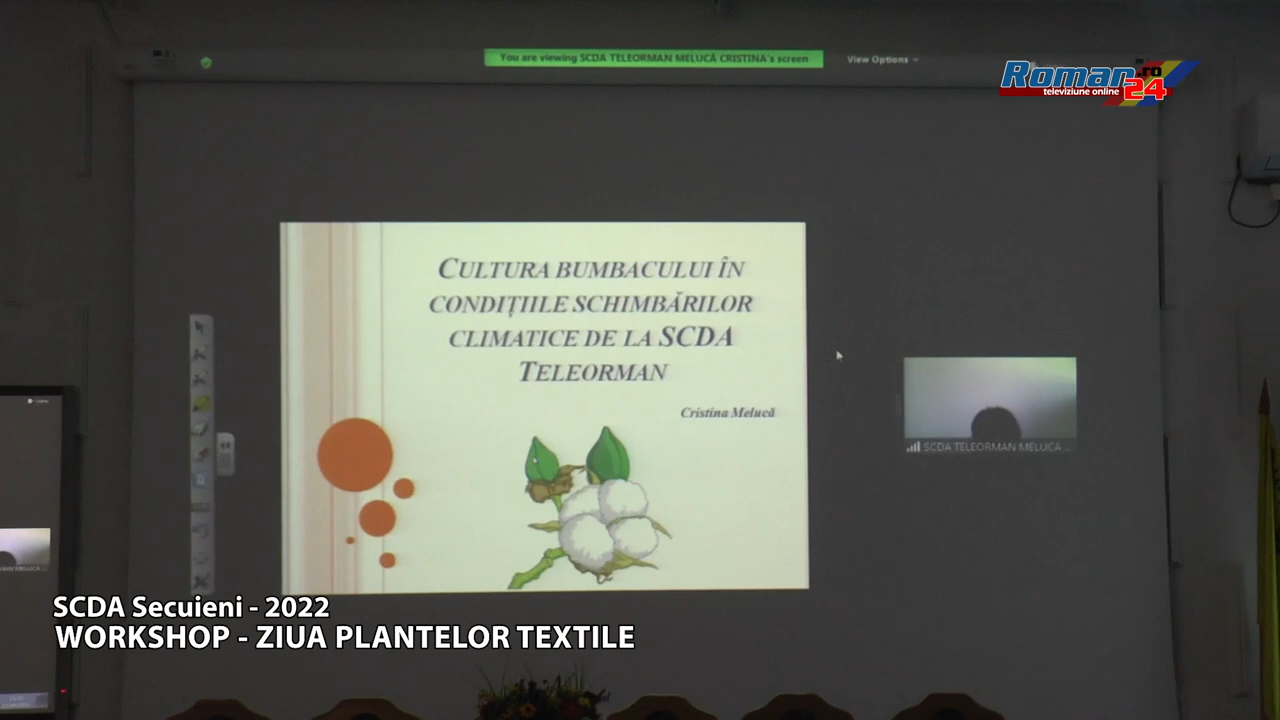 You are viewing SCDA TELEORMAN MELUCĂ CRISTINA's screen
View Options
Roman.ro
televiziune online 24
CULTURA BUMBACULUI ÎN
CONDIȚIILE SCHIMBĂRILOR
CLIMATICE DE LA SCDA
TELEORMAN
Cristina Melucă
SCDA TELEORMAN MELUCA ...
SCDA Secuieni - 2022
WORKSHOP - ZIUA PLANTELOR TEXTILE